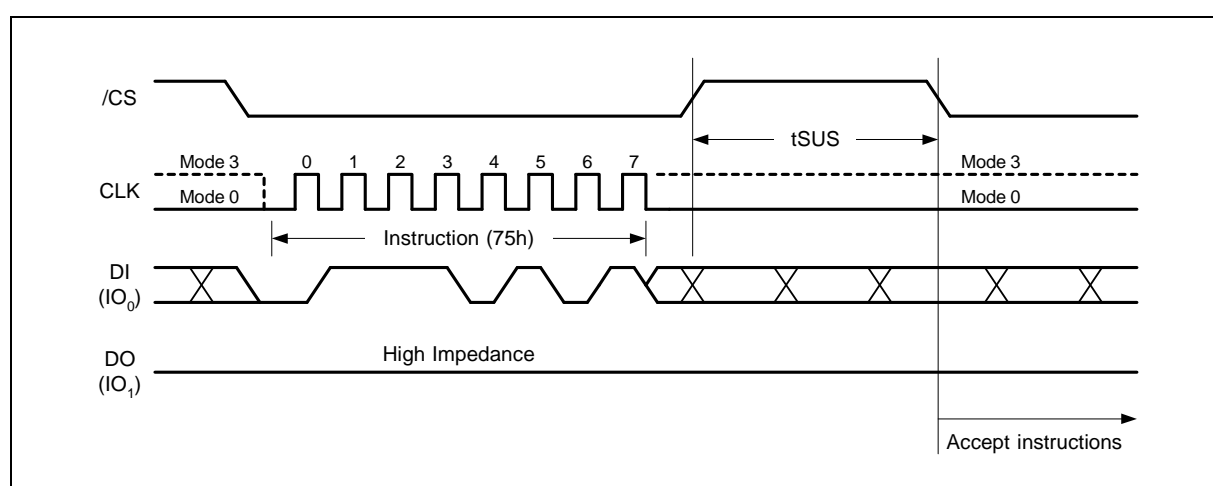 /CS
tSUS
Mode 3 0 1 2 3 4 5 6 7 Mode 3
CLK
Mode 0 Mode 0
Instruction (75h)
DI
(IO0)
High Impedance
DO
(IO1)
Accept instructions